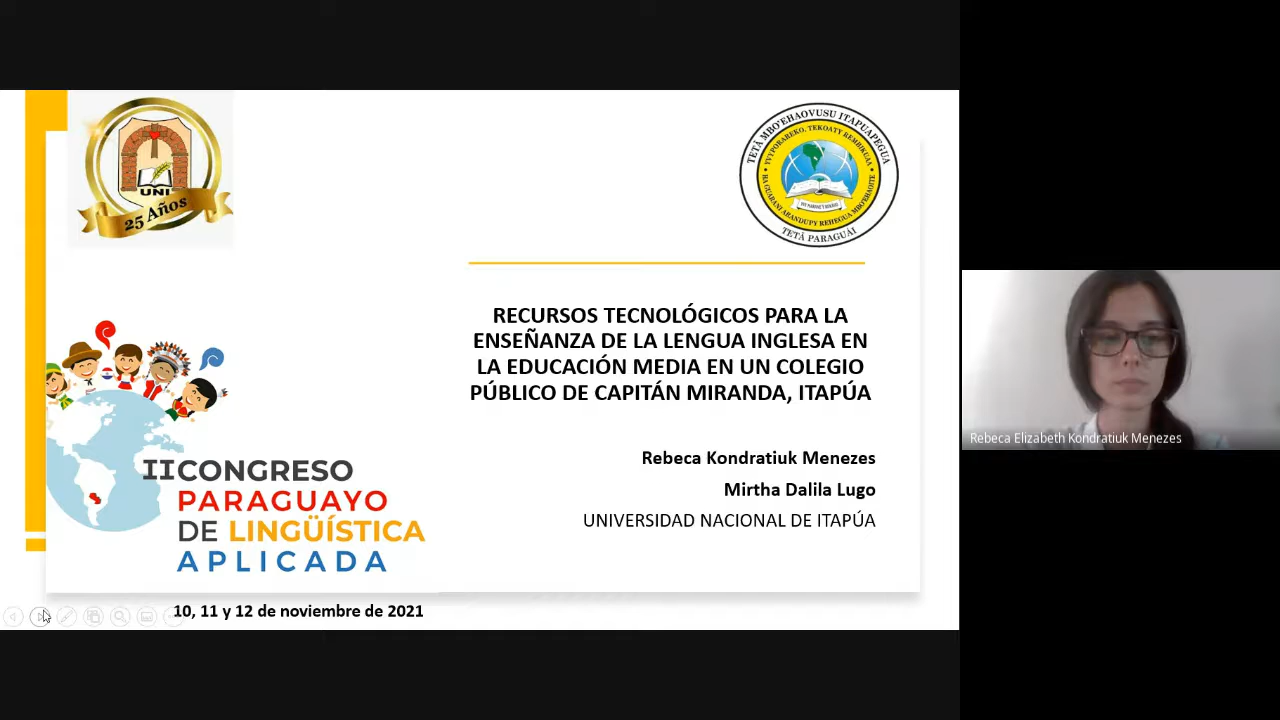 UNI
25 Años
TETÃ MBO'EHAOVUSU ITAPUAPEGUA
TETÃ PARAGUÁI
RECURSOS TECNOLÓGICOS PARA LA
ENSEÑANZA DE LA LENGUA INGLESA EN
LA EDUCACIÓN MEDIA EN UN COLEGIO
PÚBLICO DE CAPITÁN MIRANDA, ITAPÚA
Rebeca Kondratiuk Menezes
Mirtha Dalila Lugo
UNIVERSIDAD NACIONAL DE ITAPÚA
II CONGRESO
PARAGUAYO
DE LINGÜÍSTICA
APLICADA
10, 11 y 12 de noviembre de 2021
Rebeca Elizabeth Kondratiuk Menezes